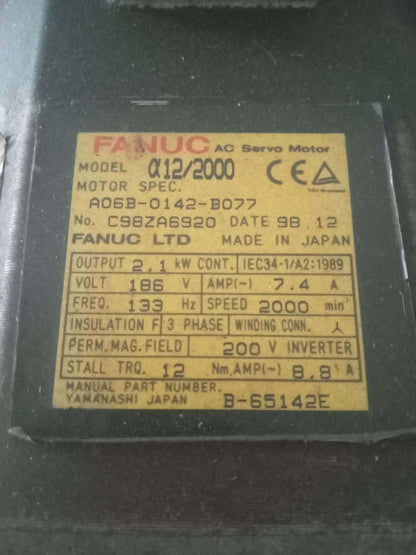 FANUC AC Servo Motor
MODEL α12/2000
MOTOR SPEC.
A06B-0142-B077
No. C98ZA6920 DATE 98.12
FANUC LTD MADE IN JAPAN
OUTPUT 2.1 kW CONT. IEC34-1/A2:1989
VOLT 186 V AMP(~) 7.4 A
FREQ. 133 Hz SPEED 2000 min⁻¹
INSULATION F 3 PHASE WINDING CONN. 人
PERM.MAG.FIELD 200 V INVERTER
STALL TRQ. 12 Nm,AMP(~) 8.8 A
MANUAL PART NUMBER.
YAMANASHI JAPAN B-65142E